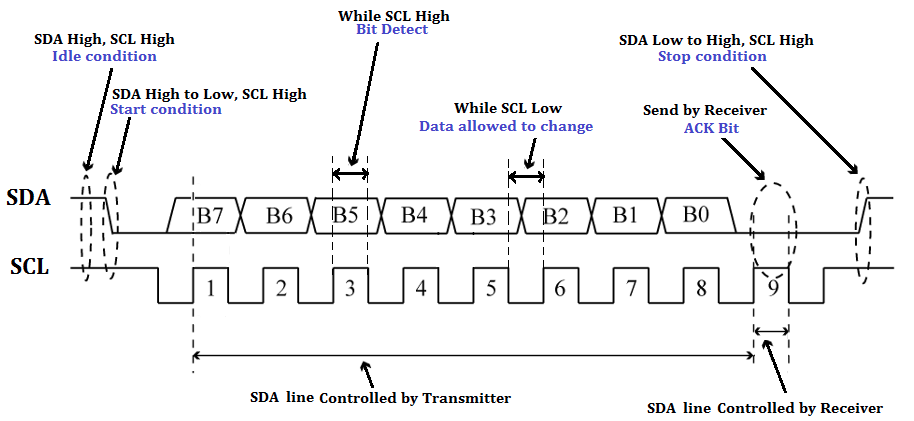 While SCL High
Bit Detect
SDA High, SCL High
Idle condition
SDA Low to High, SCL High
Stop condition
SDA High to Low, SCL High
Start condition
While SCL Low
Data allowed to change
Send by Receiver
ACK Bit
SDA
B7 B6 B5 B4 B3 B2 B1 B0
SCL
1 2 3 4 5 6 7 8 9
SDA line Controlled by Transmitter
SDA line Controlled by Receiver